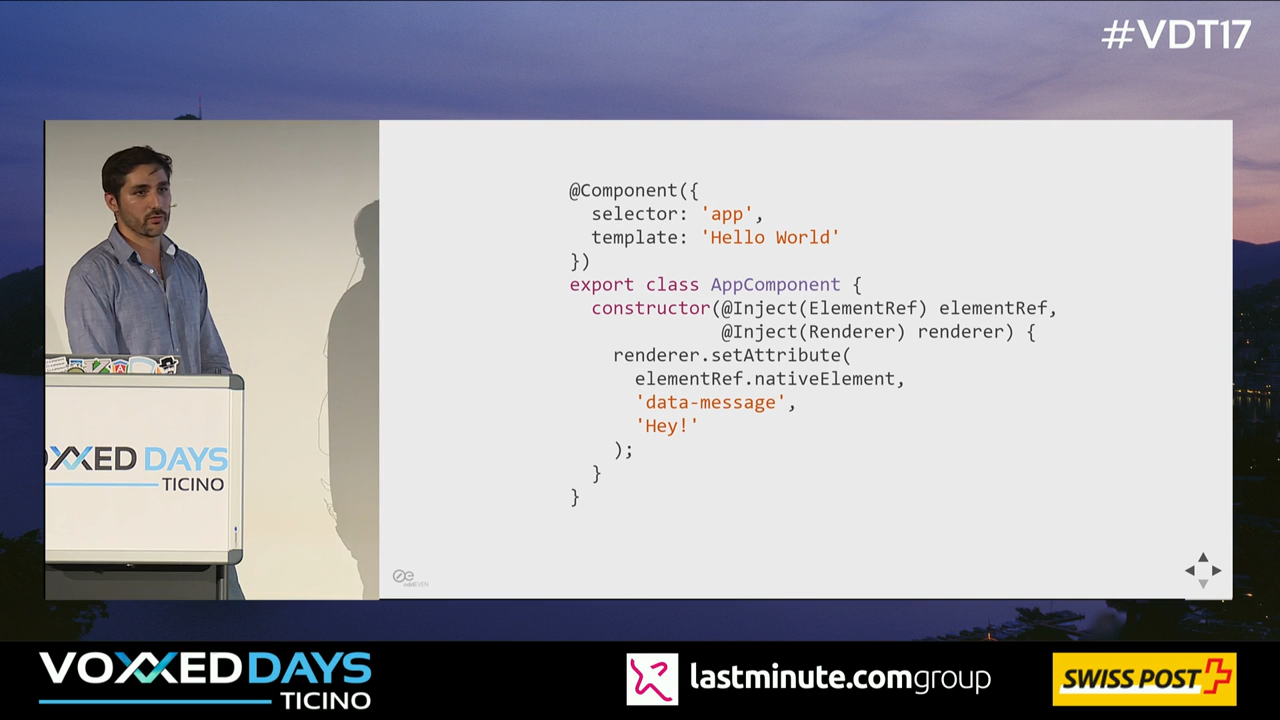 #VDT17
@Component({
  selector: 'app',
  template: 'Hello World'
})
export class AppComponent {
  constructor(@Inject(ElementRef) elementRef,
              @Inject(Renderer) renderer) {
    renderer.setAttribute(
      elementRef.nativeElement,
      'data-message',
      'Hey!'
    );
  }
}
VOXXED DAYS
TICINO
VOXXED DAYS
TICINO
lastminute.comgroup
SWISS POST